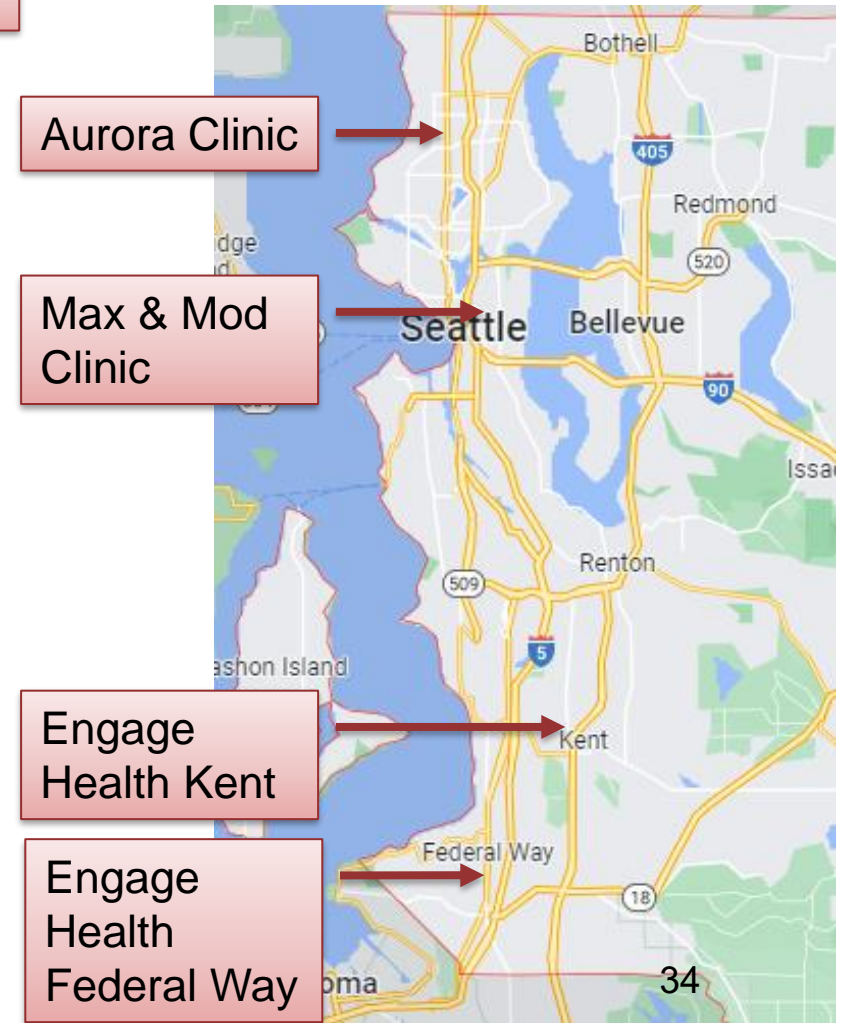 Bothell
Aurora Clinic
405
Redmond
520
Max & Mod
Clinic
Seattle
Bellevue
90
Renton
509
5
Island
Engage
Health Kent
Kent
Federal Way
Engage
Health
Federal Way
18
34